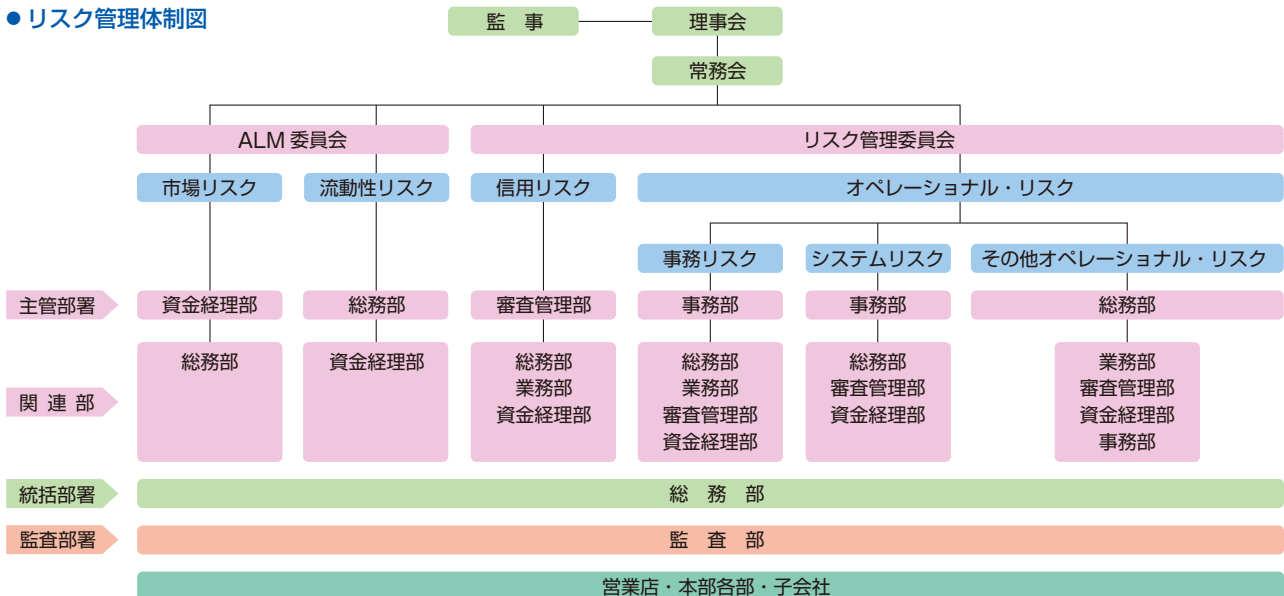 ●リスク管理体制図
監　事
理事会
常務会
ALM 委員会
リスク管理委員会
市場リスク
流動性リスク
信用リスク
オペレーショナル・リスク
事務リスク
システムリスク
その他オペレーショナル・リスク
主管部署
資金経理部
総務部
審査管理部
事務部
事務部
総務部
関 連 部
総務部
資金経理部
総務部
業務部
資金経理部
総務部
業務部
審査管理部
資金経理部
総務部
審査管理部
資金経理部
業務部
審査管理部
資金経理部
事務部
統括部署
総　務　部
監査部署
監　査　部
営業店・本部各部・子会社